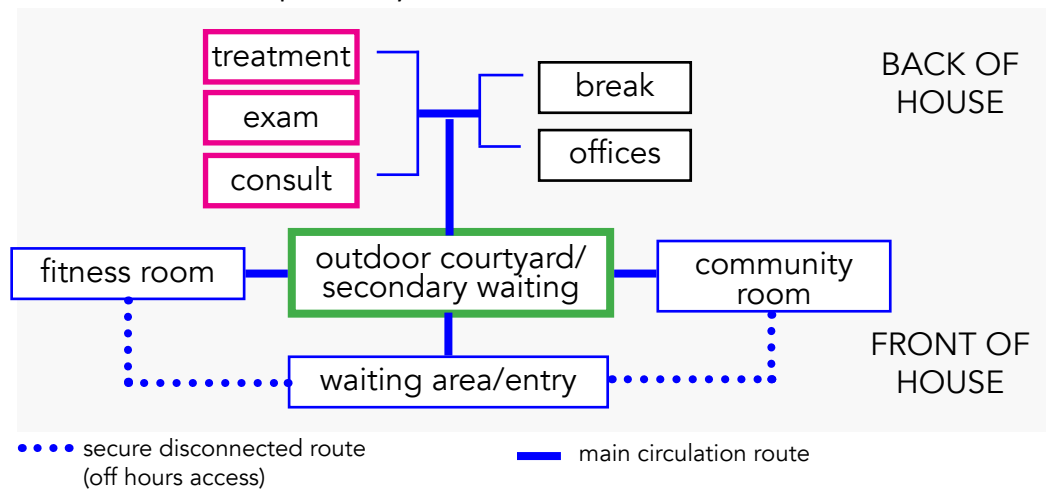 treatment
exam
consult
break
offices
BACK OF
HOUSE
fitness room
outdoor courtyard/
secondary waiting
community
room
waiting area/entry
FRONT OF
HOUSE
secure disconnected route
(off hours access)
main circulation route